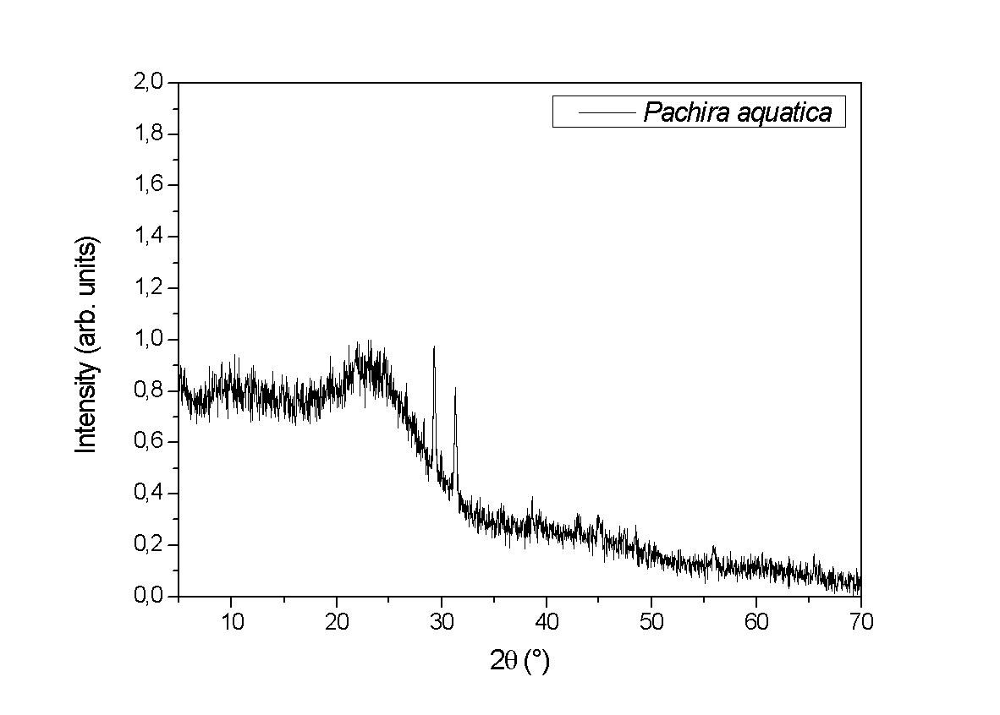 Pachira aquatica
2,0
1,8
1,6
1,4
1,2
1,0
0,8
0,6
0,4
0,2
0,0
Intensity (arb. units)
10 20 30 40 50 60 70
2θ (°)